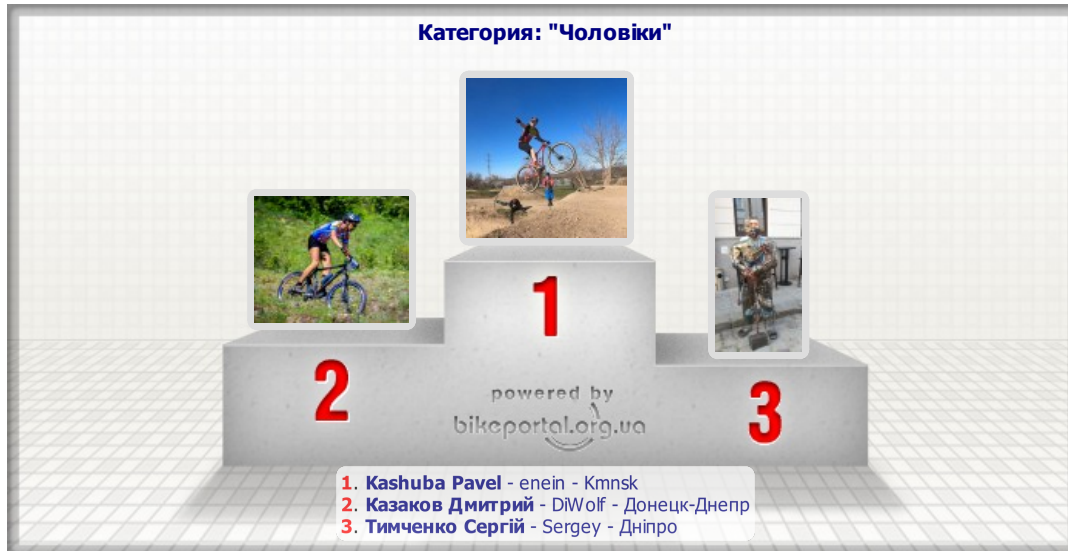 Категория: "Чоловіки"
1
2
3
powered by
bikeportal.org.ua
1. Kashuba Pavel - enein - Kmnsk
2. Казаков Дмитрий - DiWolf - Донецк-Днепр
3. Тимченко Сергій - Sergey - Дніпро